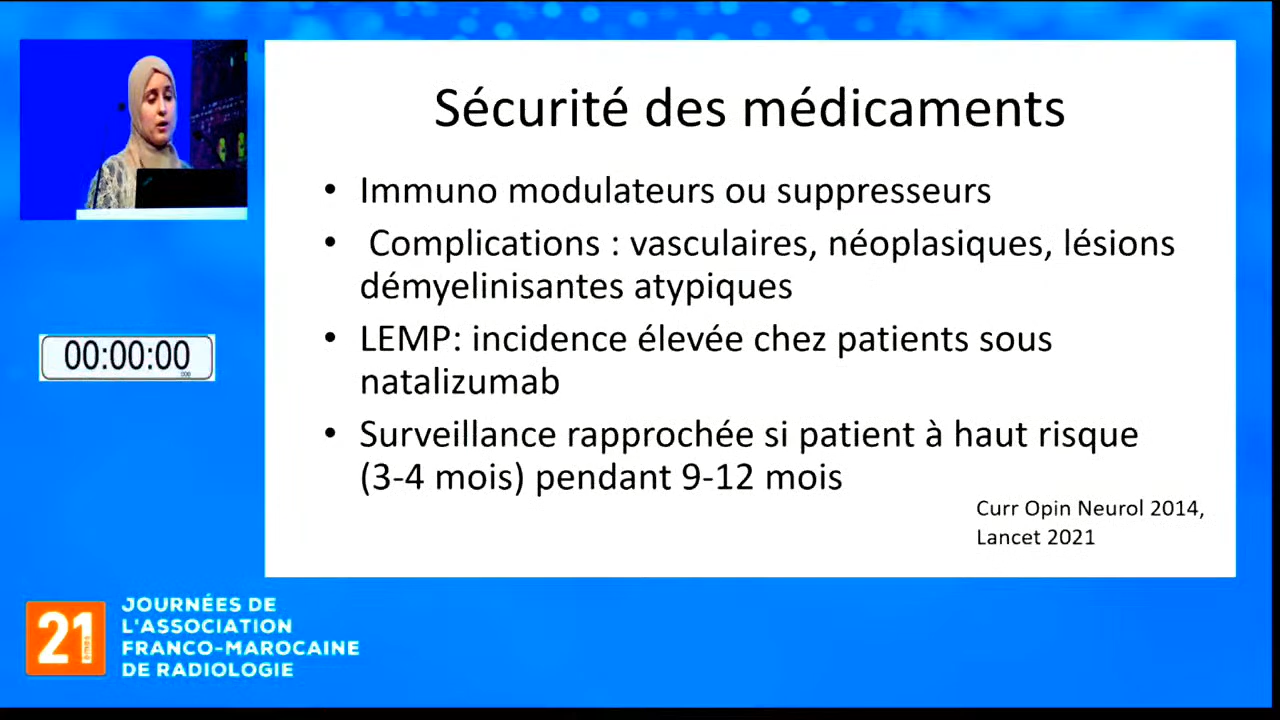 Sécurité des médicaments
• Immuno modulateurs ou suppresseurs
• Complications : vasculaires, néoplasiques, lésions
démyelinisantes atypiques
• LEMP: incidence élevée chez patients sous
natalizumab
• Surveillance rapprochée si patient à haut risque
(3-4 mois) pendant 9-12 mois
Curr Opin Neurol 2014,
Lancet 2021
00:00:00
21
èmes
JOURNÉES DE
L'ASSOCIATION
FRANCO-MAROCAINE
DE RADIOLOGIE